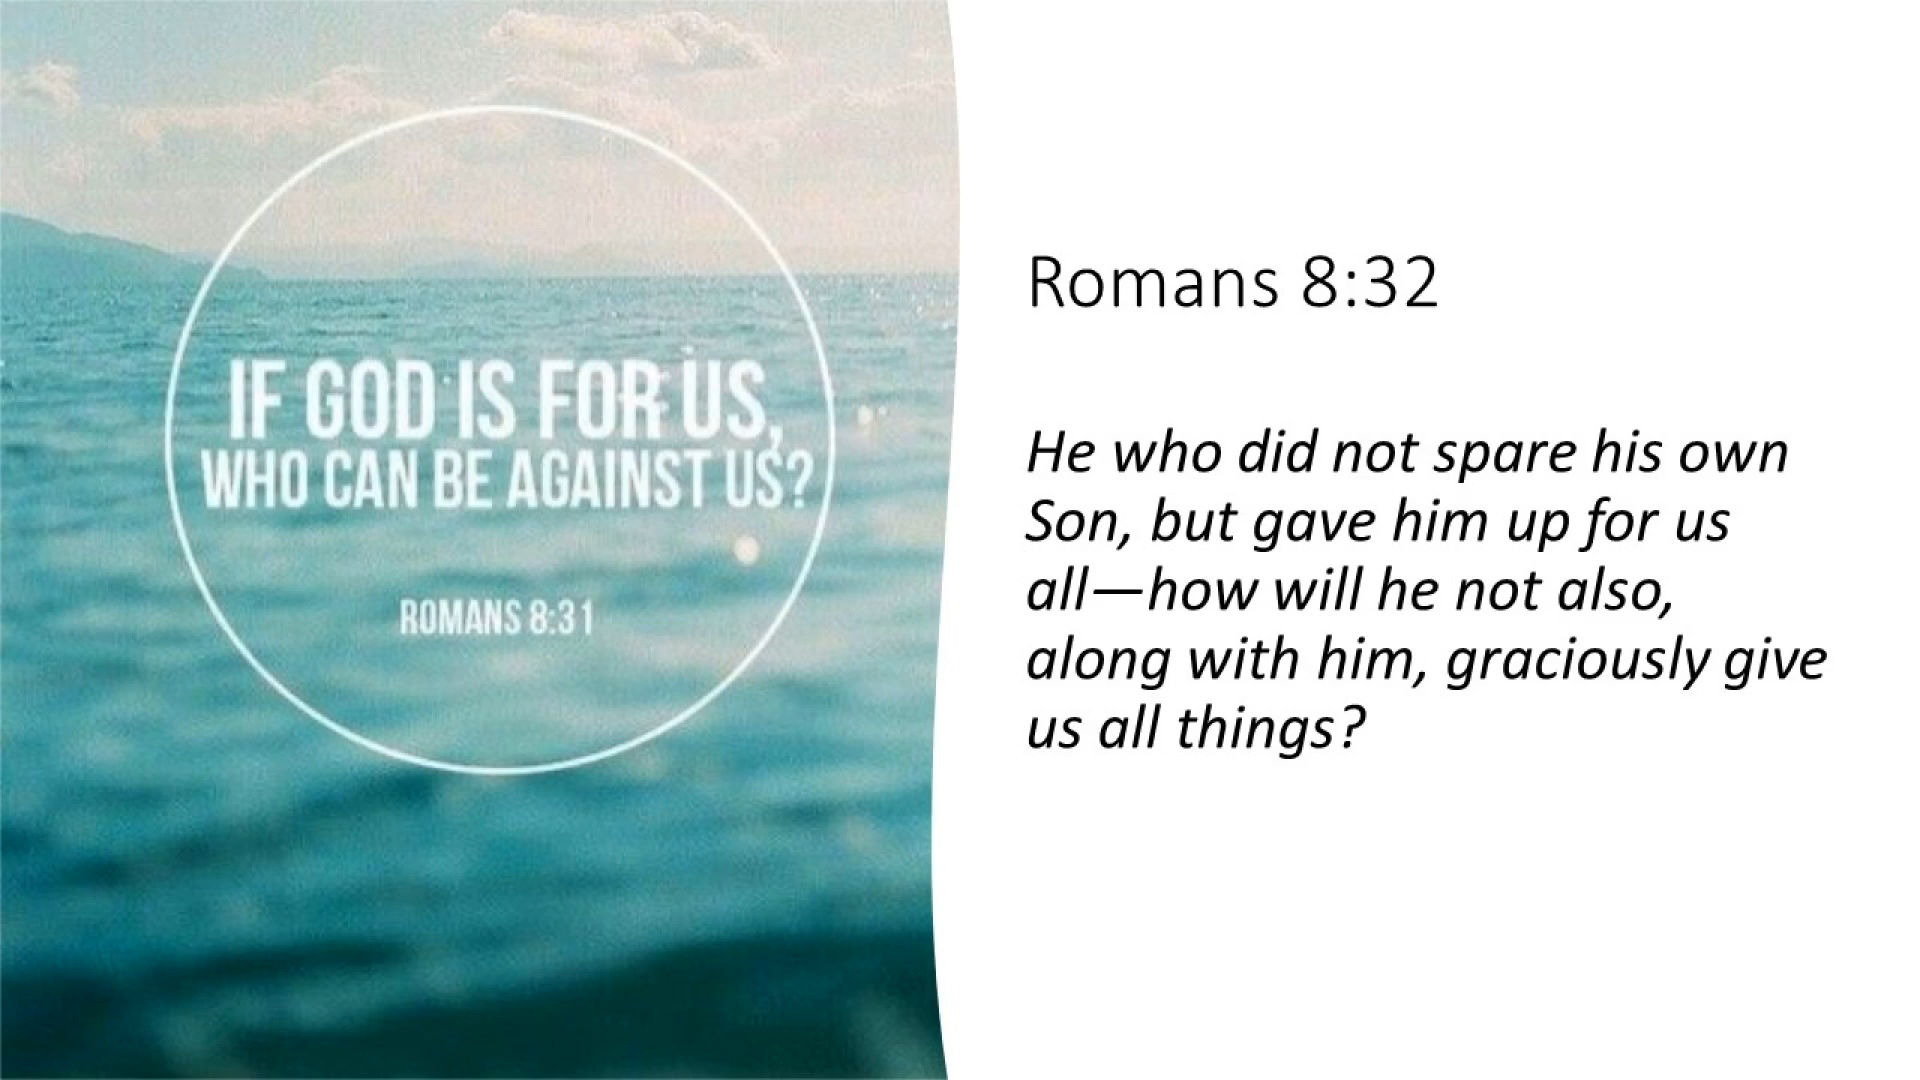 IF GOD IS FOR US,
WHO CAN BE AGAINST US?
ROMANS 8:31
Romans 8:32
He who did not spare his own
Son, but gave him up for us
all—how will he not also,
along with him, graciously give
us all things?